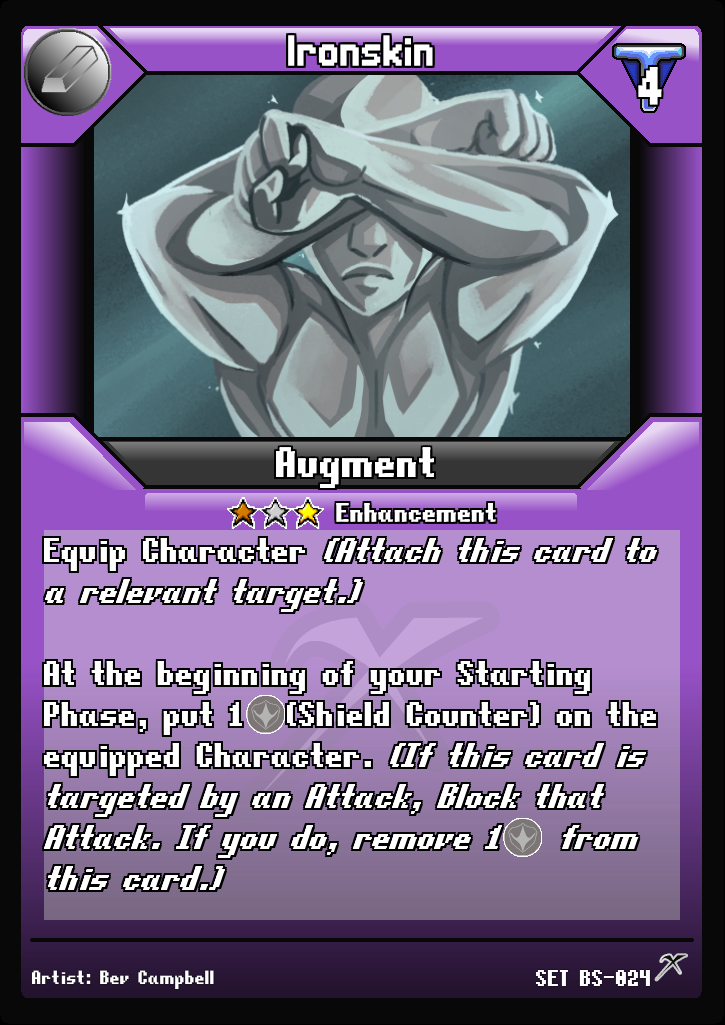 Ironskin
4
Augment
Enhancement
Equip Character (Attach this card to
a relevant target.)
At the beginning of your Starting
Phase, put 1 (Shield Counter) on the
equipped Character. (If this card is
targeted by an Attack, Block that
Attack. If you do, remove 1 from
this card.)
Artist: Bev Campbell
SET BS-024